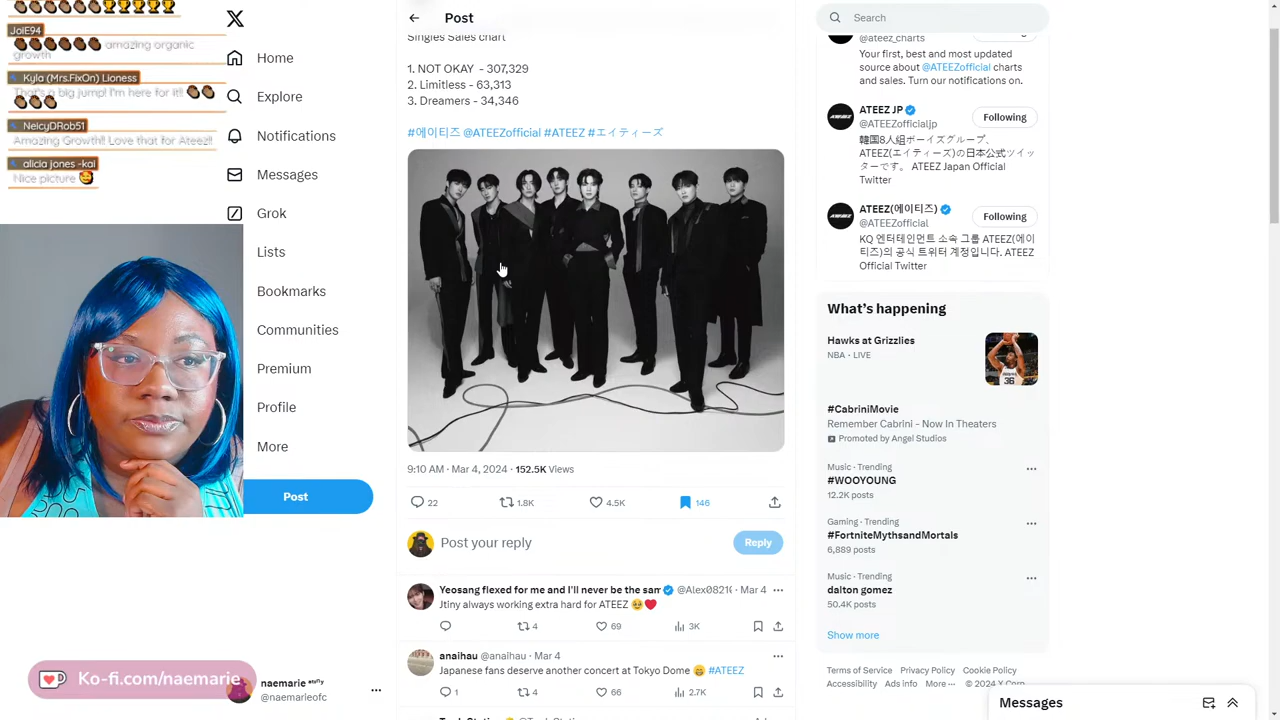 JoiE94
amazing organic
growth
Kyla (Mrs.FixOn) Lioness
That's a big jump! I'm here for it!
NelcyDRob51
Amazing Growth!! Love that for Ateez!!
alicia jones -kai
Nice picture 🥰
Home
Explore
Notifications
Messages
Grok
Lists
Bookmarks
Communities
Premium
Profile
More
Post
Ko-fi.com/naemarie
naemarie
@naemarieofc
Post
Singles Sales chart
1. NOT OKAY - 307,329
2. Limitless - 63,313
3. Dreamers - 34,346
#에이티즈 @ATEEZofficial #ATEEZ #エイティーズ
9:10 AM · Mar 4, 2024 · 152.5K Views
22
1.8K
4.5K
146
Post your reply
Reply
Yeosang flexed for me and I'll never be the sam @Alex0821( · Mar 4
Jtiny always working extra hard for ATEEZ 🥹❤️
4
69
3K
anaihau @anaihau · Mar 4
Japanese fans deserve another concert at Tokyo Dome 😄 #ATEEZ
1
4
66
2.7K
Search
@ateez_charts
Following
Your first, best and most updated
source about @ATEEZofficial charts
and sales. Turn our notifications on.
ATEEZ JP
@ATEEZofficialjp
Following
韓国8人組ボーイズグループ、
ATEEZ(エイティーズ)の日本公式ツイッ
ターです。 ATEEZ Japan Official
Twitter
ATEEZ(에이티즈)
@ATEEZofficial
Following
KQ 엔터테인먼트 소속 그룹 ATEEZ(에이
티즈)의 공식 트위터 계정입니다. ATEEZ
Official Twitter
What's happening
Hawks at Grizzlies
NBA · LIVE
#CabriniMovie
Remember Cabrini - Now In Theaters
Promoted by Angel Studios
Music · Trending
#WOOYOUNG
12.2K posts
Gaming · Trending
#FortniteMythsandMortals
6,889 posts
Music · Trending
dalton gomez
50.4K posts
Show more
Terms of Service Privacy Policy Cookie Policy
Accessibility Ads info More ··· © 2024 X Corp.
Messages